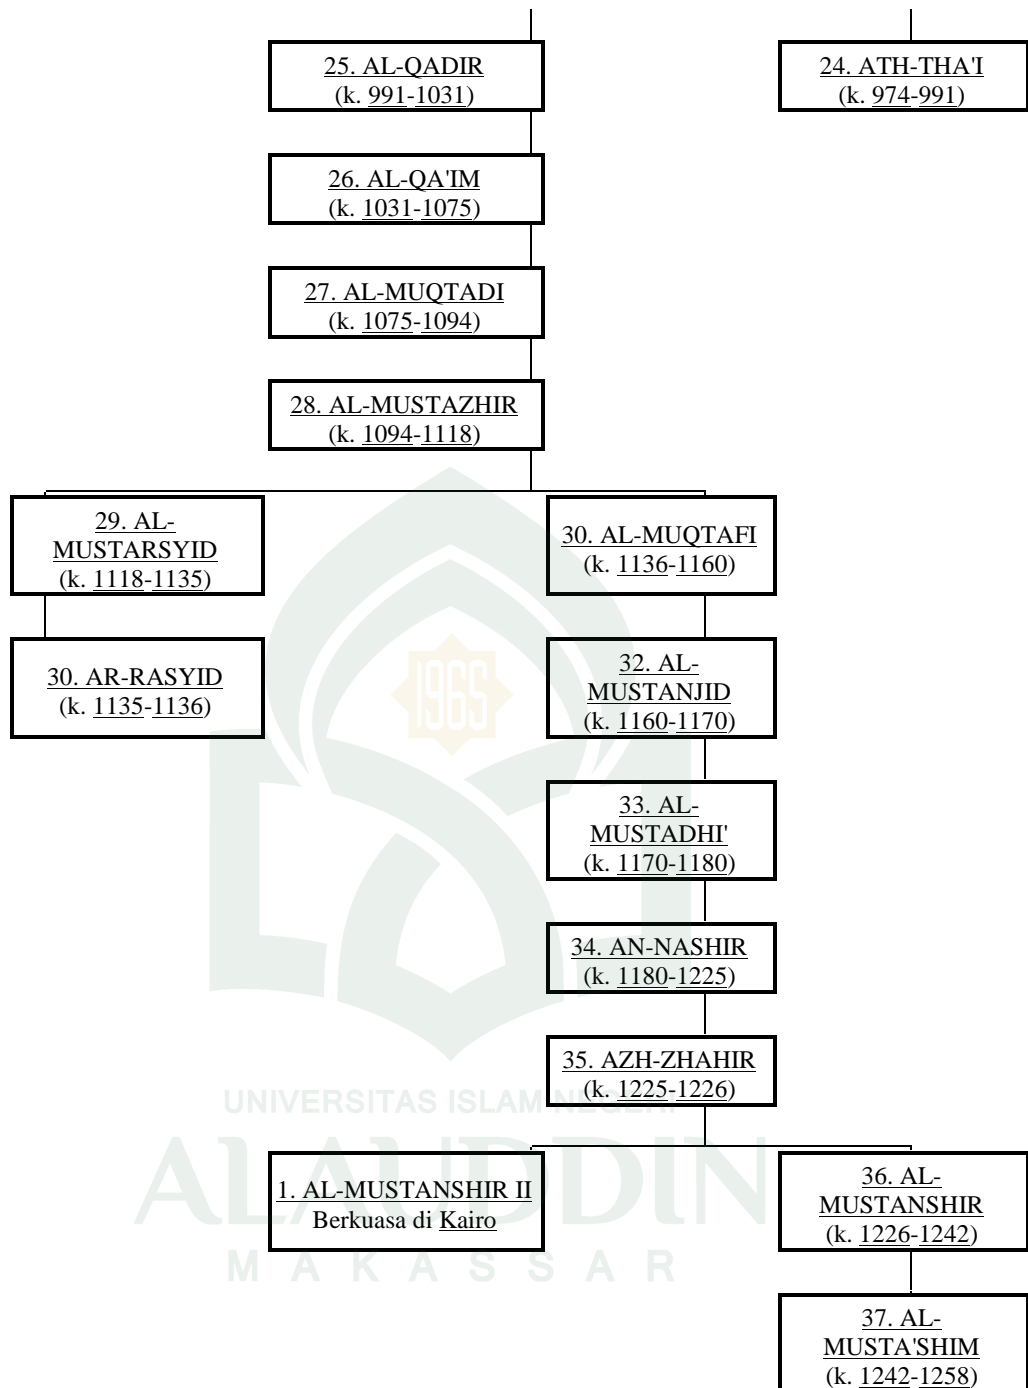 25. AL-QADIR
(k. 991-1031)
24. ATH-THA'I
(k. 974-991)
26. AL-QA'IM
(k. 1031-1075)
27. AL-MUQTADI
(k. 1075-1094)
28. AL-MUSTAZHIR
(k. 1094-1118)
29. AL-
MUSTARSYID
(k. 1118-1135)
30. AL-MUQTAFI
(k. 1136-1160)
30. AR-RASYID
(k. 1135-1136)
32. AL-
MUSTANJID
(k. 1160-1170)
1965
33. AL-
MUSTADHI'
(k. 1170-1180)
34. AN-NASHIR
(k. 1180-1225)
35. AZH-ZHAHIR
(k. 1225-1226)
UNIVERSITAS ISLAM NEGERI
ALAUDDIN
MAKASSAR
1. AL-MUSTANSHIR II
Berkuasa di Kairo
36. AL-
MUSTANSHIR
(k. 1226-1242)
37. AL-
MUSTA'SHIM
(k. 1242-1258)